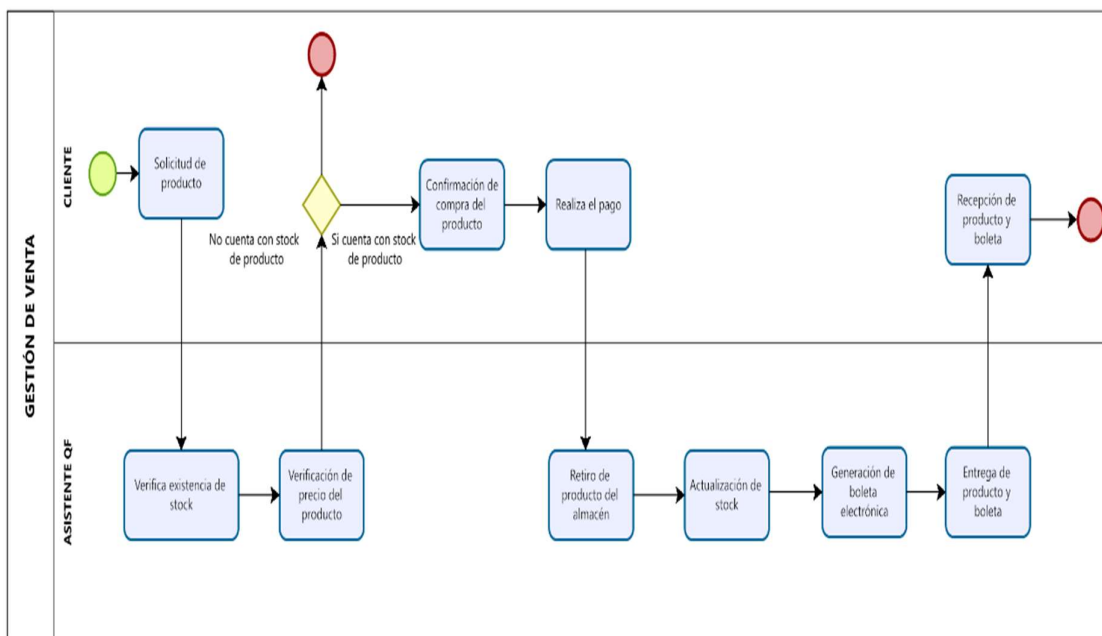 GESTIÓN DE VENTA
CLIENTE
Solicitud de
producto
No cuenta con stock
de producto
Si cuenta con stock
de producto
Confirmación de
compra del
producto
Realiza el pago
Recepción de
producto y
boleta
ASISTENTE QF
Verifica existencia de
stock
Verificación de
precio del
producto
Retiro de
producto del
almacén
Actualización de
stock
Generación de
boleta
electrónica
Entrega de
producto y
boleta